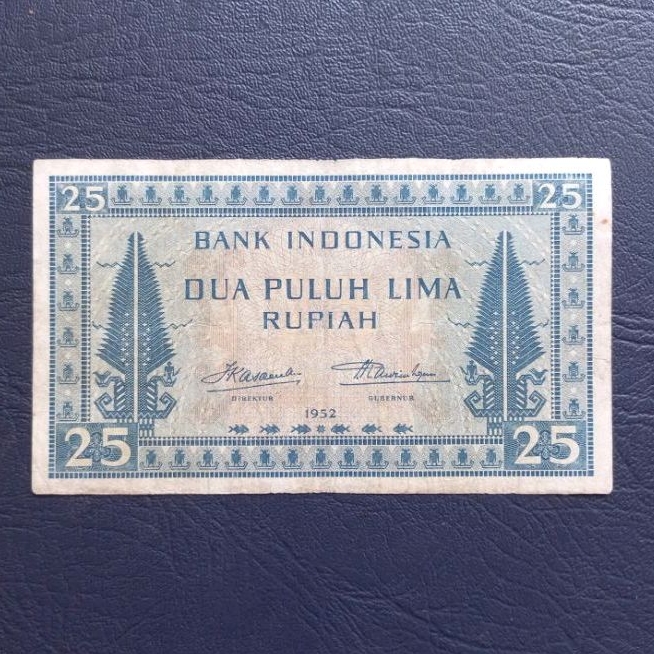 25 25
BANK INDONESIA
DUA PULUH LIMA
RUPIAH
DIREKTUR GUBERNUR
1952
25 25